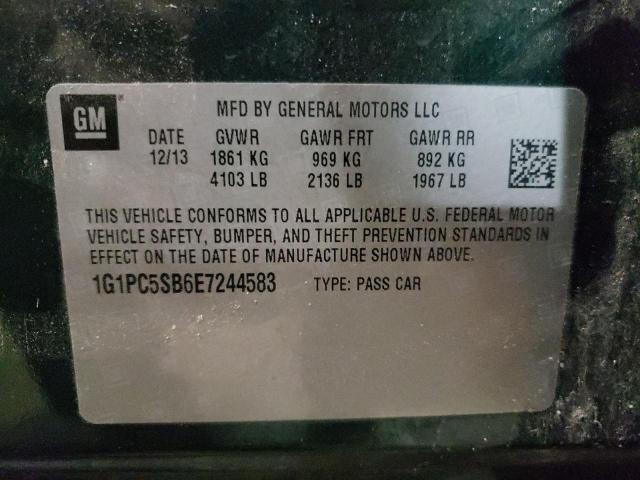 GM
MFD BY GENERAL MOTORS LLC
DATE GVWR GAWR FRT GAWR RR
12/13 1861 KG 969 KG 892 KG
4103 LB 2136 LB 1967 LB
THIS VEHICLE CONFORMS TO ALL APPLICABLE U.S. FEDERAL MOTOR
VEHICLE SAFETY, BUMPER, AND THEFT PREVENTION STANDARDS IN
EFFECT ON THE DATE OF MANUFACTURE SHOWN ABOVE.
1G1PC5SB6E7244583 TYPE: PASS CAR